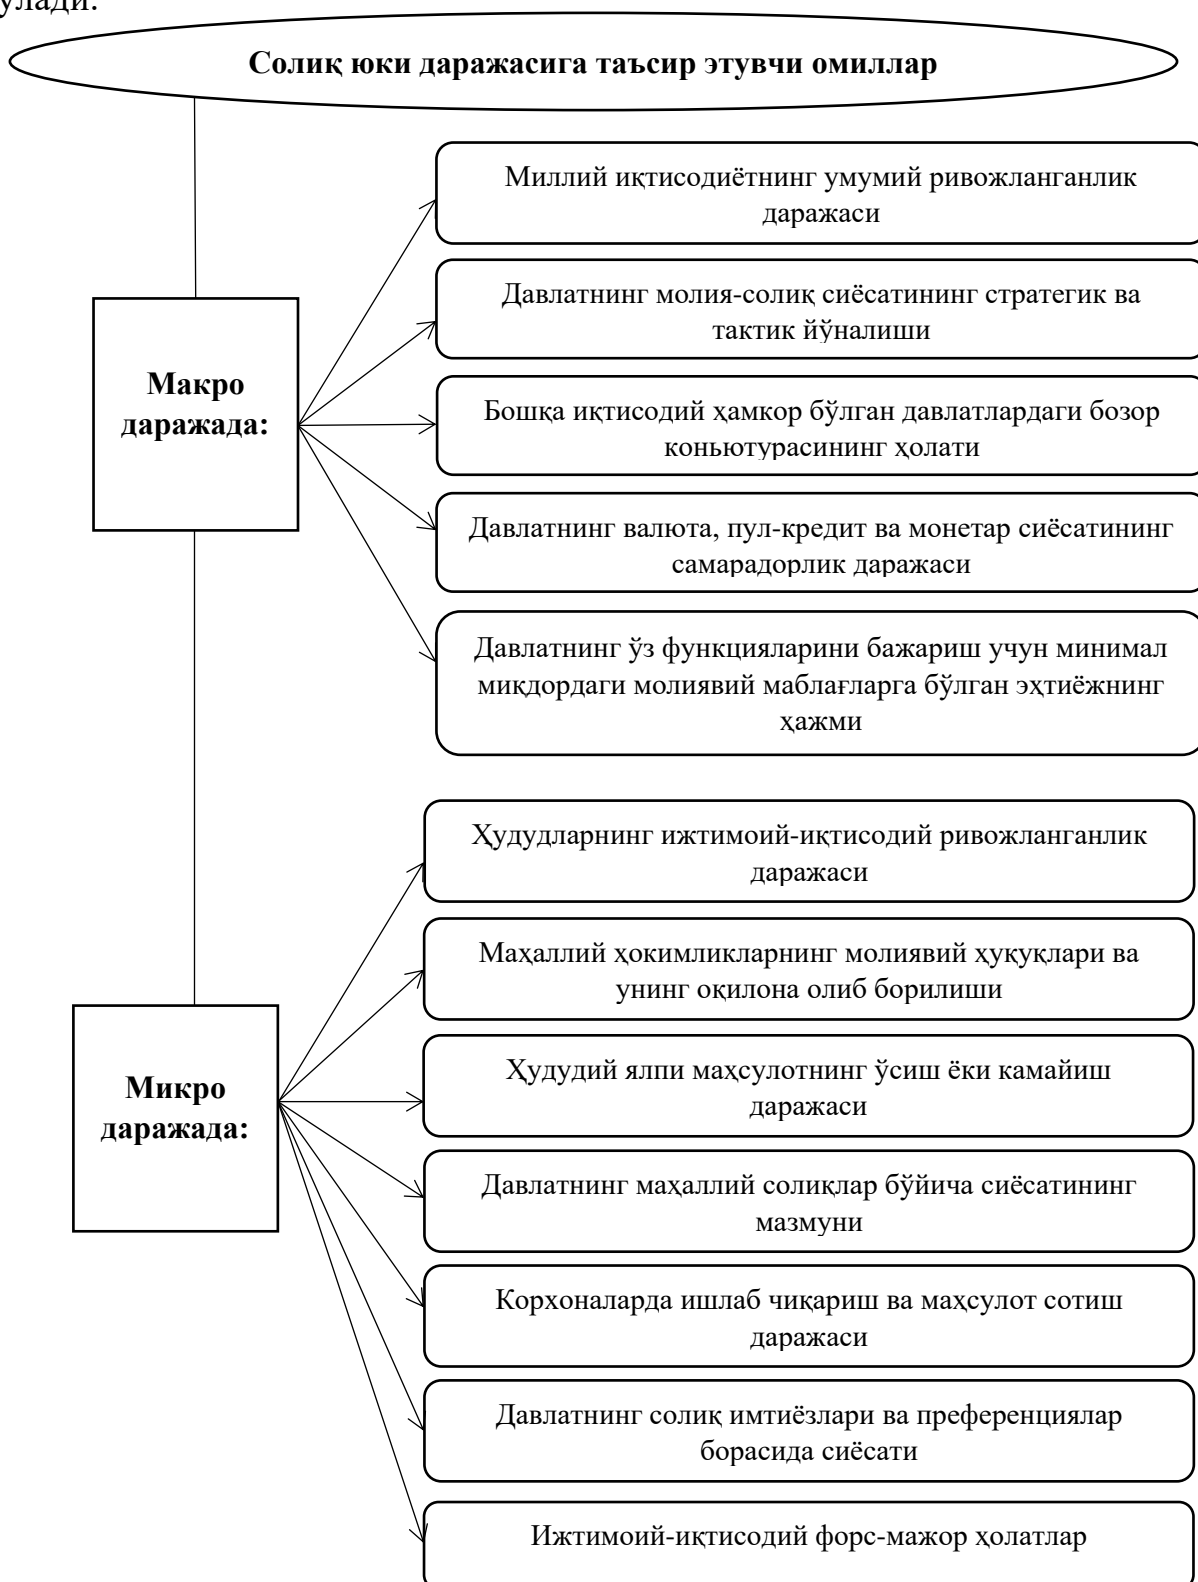 Солиқ юки даражасига таъсир этувчи омиллар
Миллий иқтисодиётнинг умумий ривожланганлик
даражаси
Давлатнинг молия-солиқ сиёсатининг стратегик ва
тактик йўналиши
Макро
даражада:
Бошқа иқтисодий ҳамкор бўлган давлатлардаги бозор
коньютурасининг ҳолати
Давлатнинг валюта, пул-кредит ва монетар сиёсатининг
самарадорлик даражаси
Давлатнинг ўз функцияларини бажариш учун минимал
миқдордаги молиявий маблағларга бўлган эҳтиёжнинг
ҳажми
Ҳудудларнинг ижтимоий-иқтисодий ривожланганлик
даражаси
Маҳаллий ҳокимликларнинг молиявий ҳуқуқлари ва
унинг оқилона олиб борилиши
Микро
даражада:
Ҳудудий ялпи маҳсулотнинг ўсиш ёки камайиш
даражаси
Давлатнинг маҳаллий солиқлар бўйича сиёсатининг
мазмуни
Корхоналарда ишлаб чиқариш ва маҳсулот сотиш
даражаси
Давлатнинг солиқ имтиёзлари ва преференциялар
борасида сиёсати
Ижтимоий-иқтисодий форс-мажор ҳолатлар